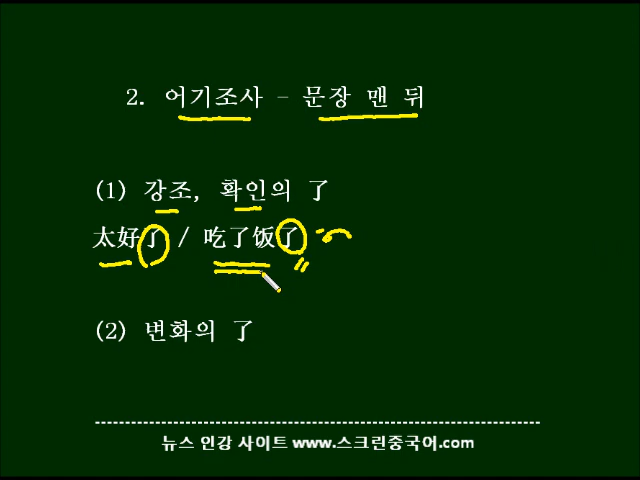 2. 어기조사 – 문장 맨 뒤
(1) 강조, 확인의 了
太好了 / 吃了饭了
(2) 변화의 了
뉴스 인강 사이트 www.스크린중국어.com